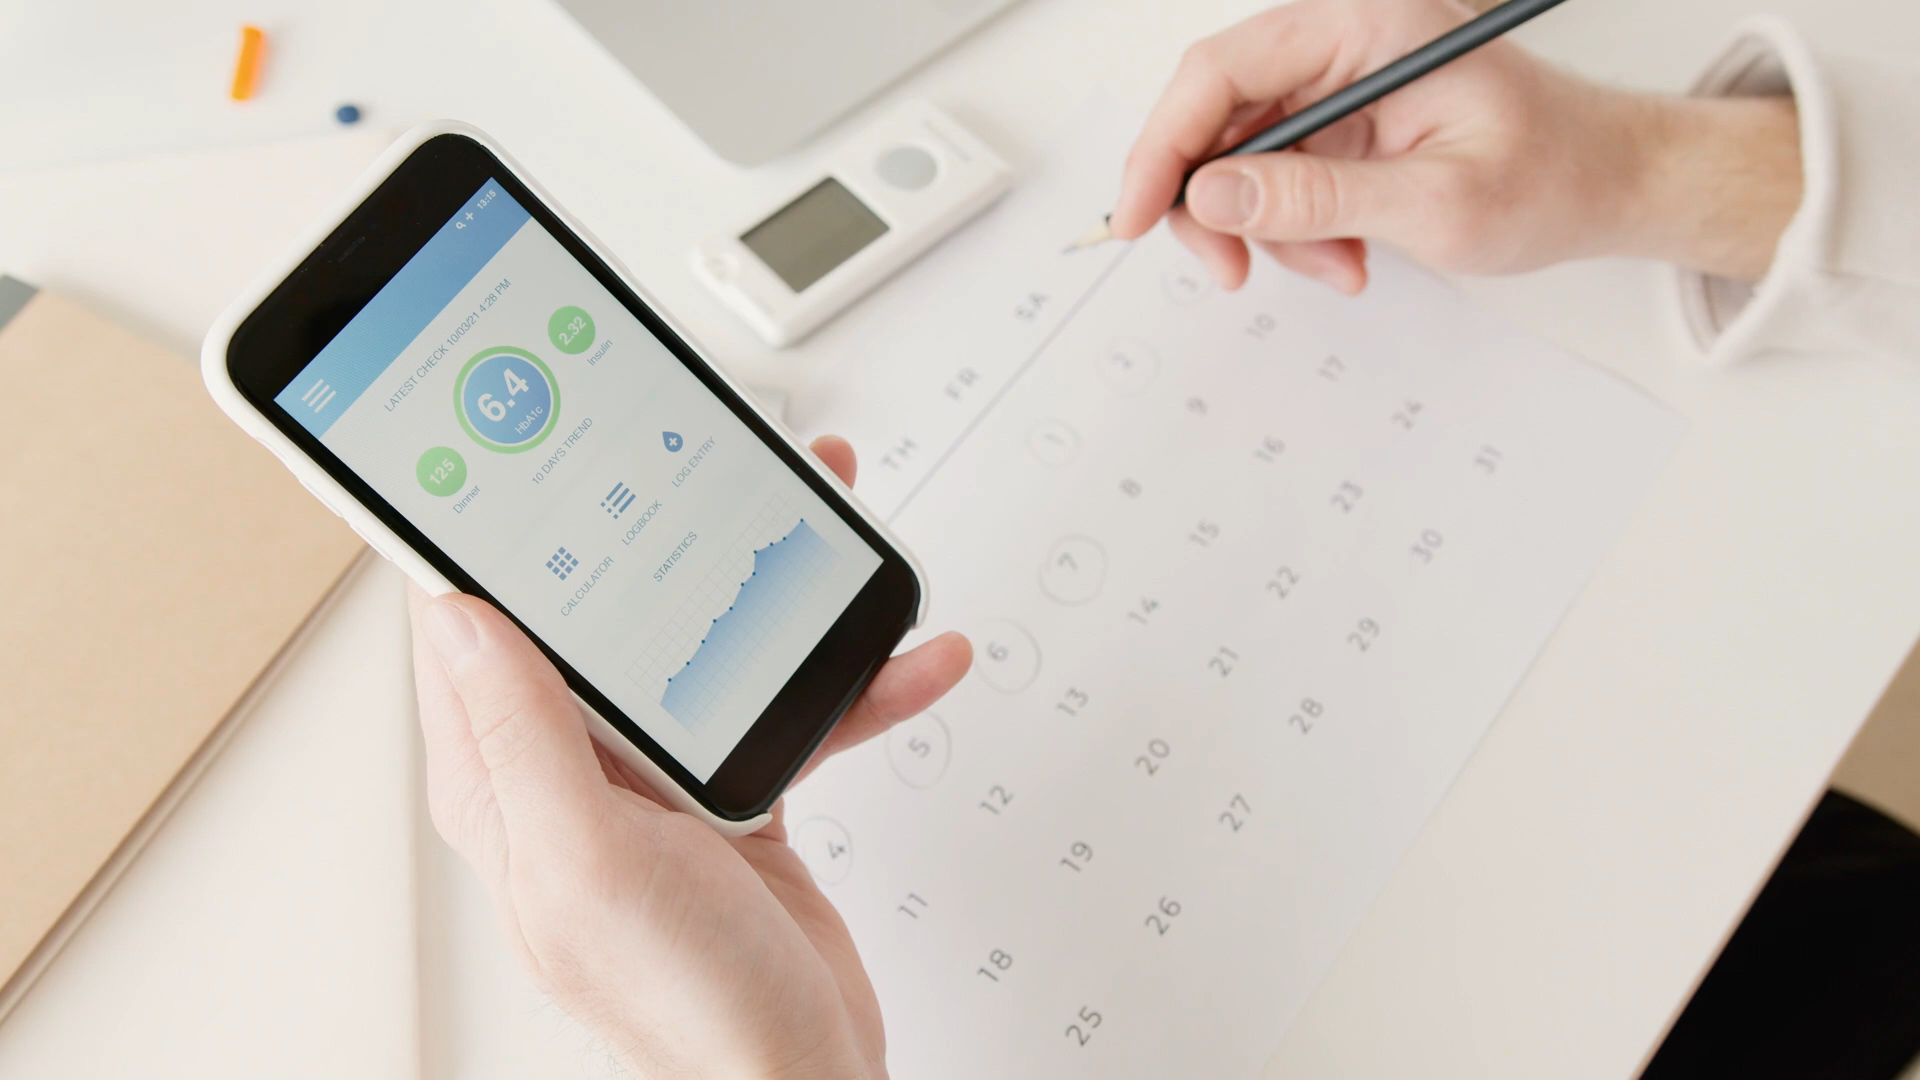 13:15
LATEST CHECK 10/03/21 4:28 PM
125
Dinner
6.4
HbA1c
2.32
Insulin
10 DAYS TREND
CALCULATOR
LOGBOOK
LOG ENTRY
STATISTICS
TH FR SA
1 2 3
4 5 6 7 8 9 10
11 12 13 14 15 16 17
18 19 20 21 22 23 24
25 26 27 28 29 30 31